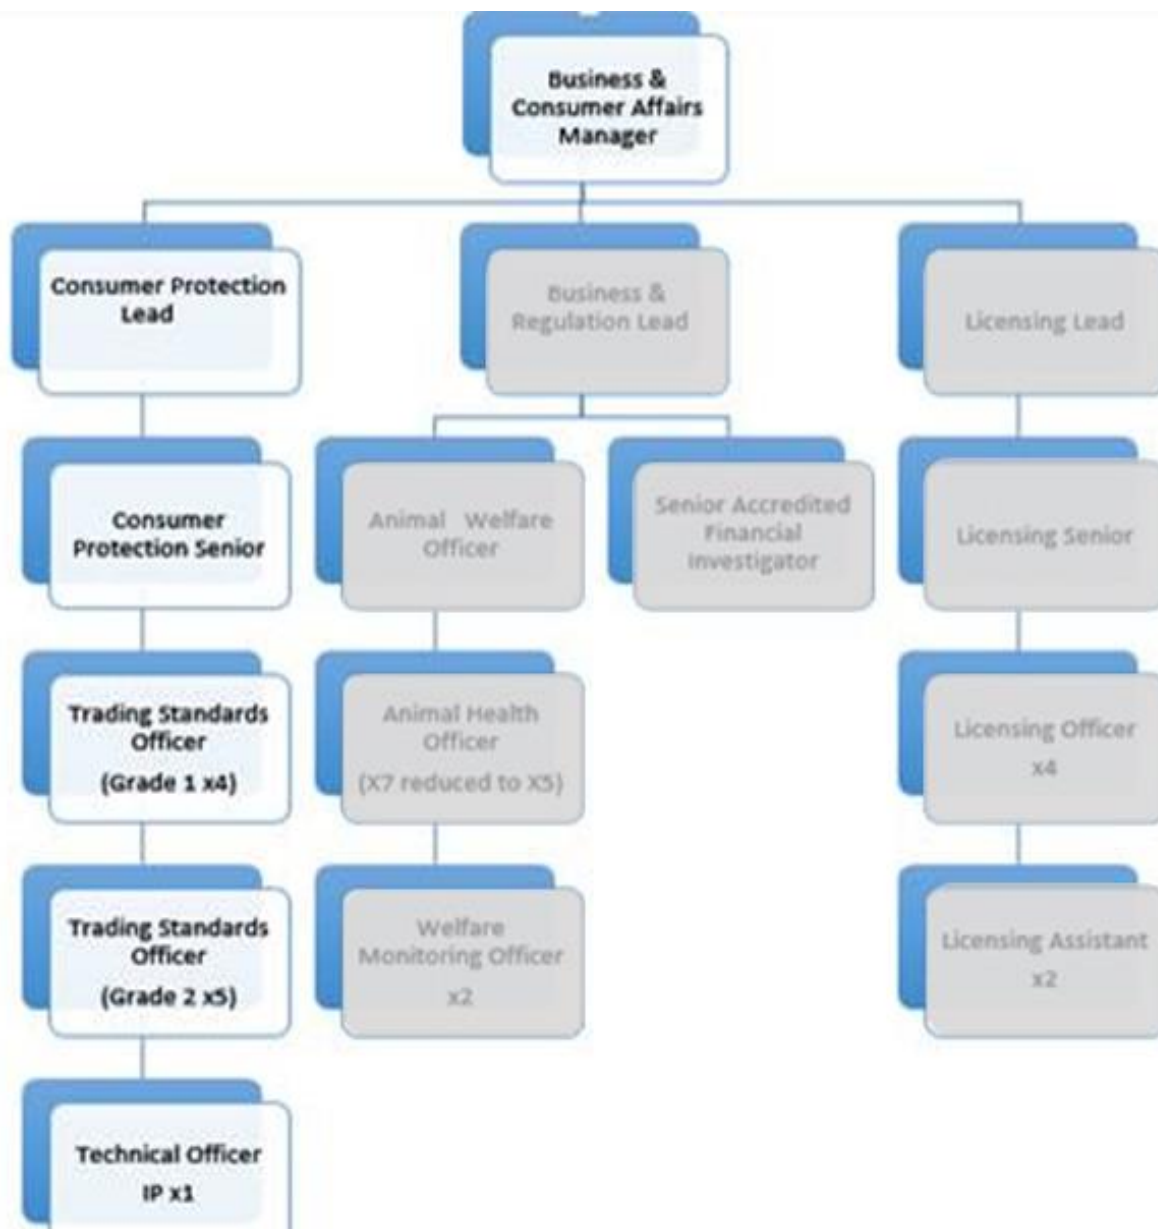 Business &
Consumer Affairs
Manager
Consumer Protection
Lead
Business &
Regulation Lead
Licensing Lead
Consumer
Protection Senior
Animal Welfare
Officer
Senior Accredited
Financial
Investigator
Licensing Senior
Trading Standards
Officer
(Grade 1 x4)
Animal Health
Officer
(X7 reduced to X5)
Licensing Officer
x4
Trading Standards
Officer
(Grade 2 x5)
Welfare
Monitoring Officer
x2
Licensing Assistant
x2
Technical Officer
IP x1